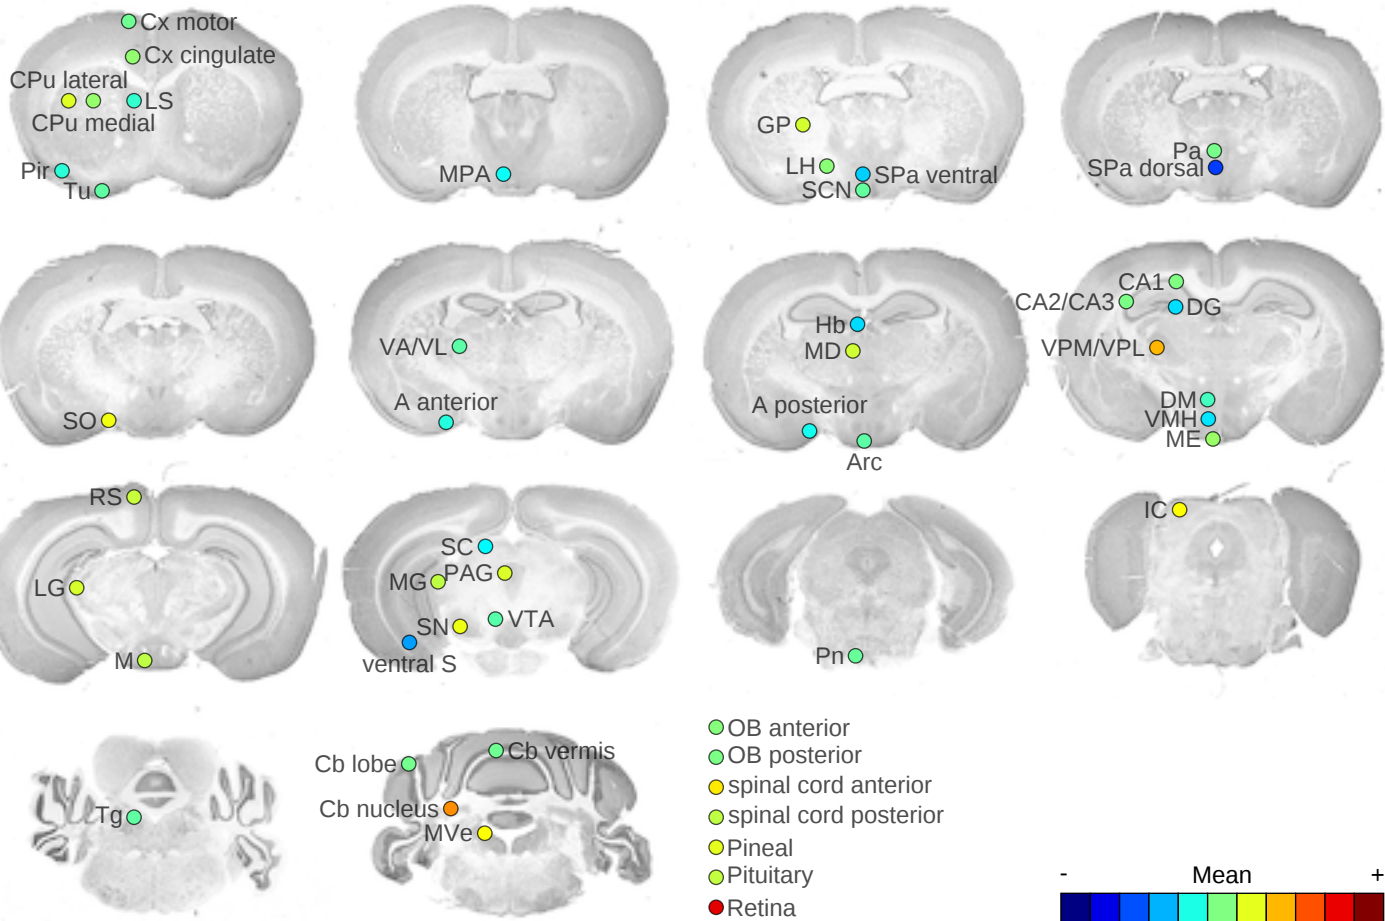 Cx motor
Cx cingulate
CPu lateral
LS
CPu medial
Pir
Tu
MPA
GP
LH
SPa ventral
SCN
Pa
SPa dorsal
SO
VA/VL
A anterior
Hb
MD
A posterior
Arc
CA1
CA2/CA3
DG
VPM/VPL
DM
VMH
ME
RS
LG
M
SC
PAG
MG
VTA
SN
ventral S
Pn
IC
Tg
Cb vermis
Cb lobe
Cb nucleus
MVe
OB anterior
OB posterior
spinal cord anterior
spinal cord posterior
Pineal
Pituitary
Retina
- Mean +